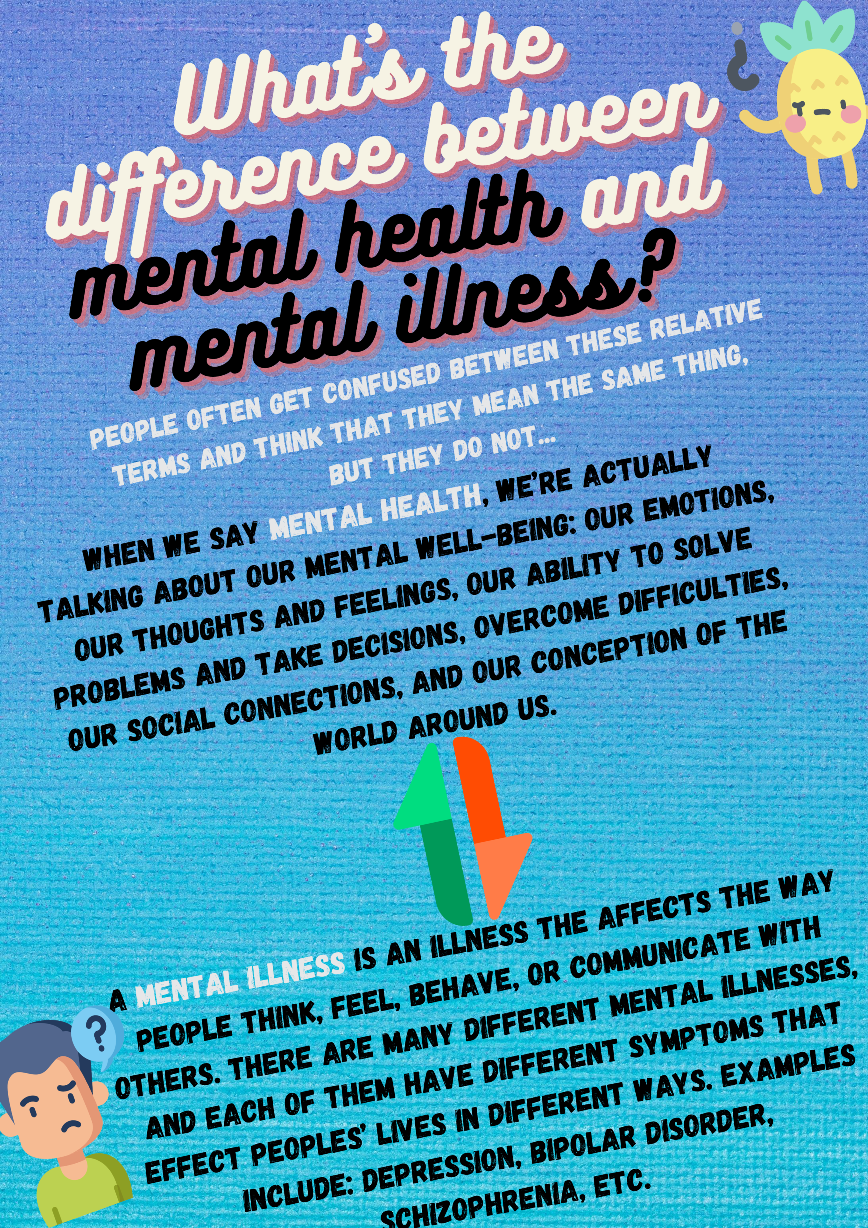 What's the
difference between
mental health and
mental illness?
PEOPLE OFTEN GET CONFUSED BETWEEN THESE RELATIVE
TERMS AND THINK THAT THEY MEAN THE SAME THING,
BUT THEY DO NOT...
WHEN WE SAY MENTAL HEALTH, WE'RE ACTUALLY
TALKING ABOUT OUR MENTAL WELL-BEING: OUR EMOTIONS,
OUR THOUGHTS AND FEELINGS, OUR ABILITY TO SOLVE
PROBLEMS AND TAKE DECISIONS, OVERCOME DIFFICULTIES,
OUR SOCIAL CONNECTIONS, AND OUR CONCEPTION OF THE
WORLD AROUND US.
A MENTAL ILLNESS IS AN ILLNESS THE AFFECTS THE WAY
PEOPLE THINK, FEEL, BEHAVE, OR COMMUNICATE WITH
?
OTHERS. THERE ARE MANY DIFFERENT MENTAL ILLNESSES,
AND EACH OF THEM HAVE DIFFERENT SYMPTOMS THAT
EFFECT PEOPLES' LIVES IN DIFFERENT WAYS. EXAMPLES
INCLUDE: DEPRESSION, BIPOLAR DISORDER,
SCHIZOPHRENIA, ETC.